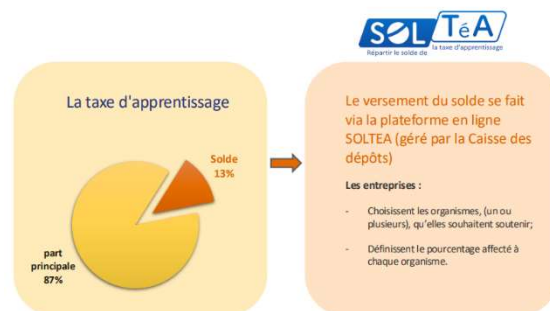 SOLTéA
Répartir le solde de la taxe d'apprentissage
La taxe d'apprentissage
Solde
13%
part
principale
87%
Le versement du solde se fait
via la plateforme en ligne
SOLTEA (géré par la Caisse des
dépôts)
Les entreprises :
- Choisissent les organismes, (un ou
plusieurs), qu'elles souhaitent soutenir;
- Définissent le pourcentage affecté à
chaque organisme.